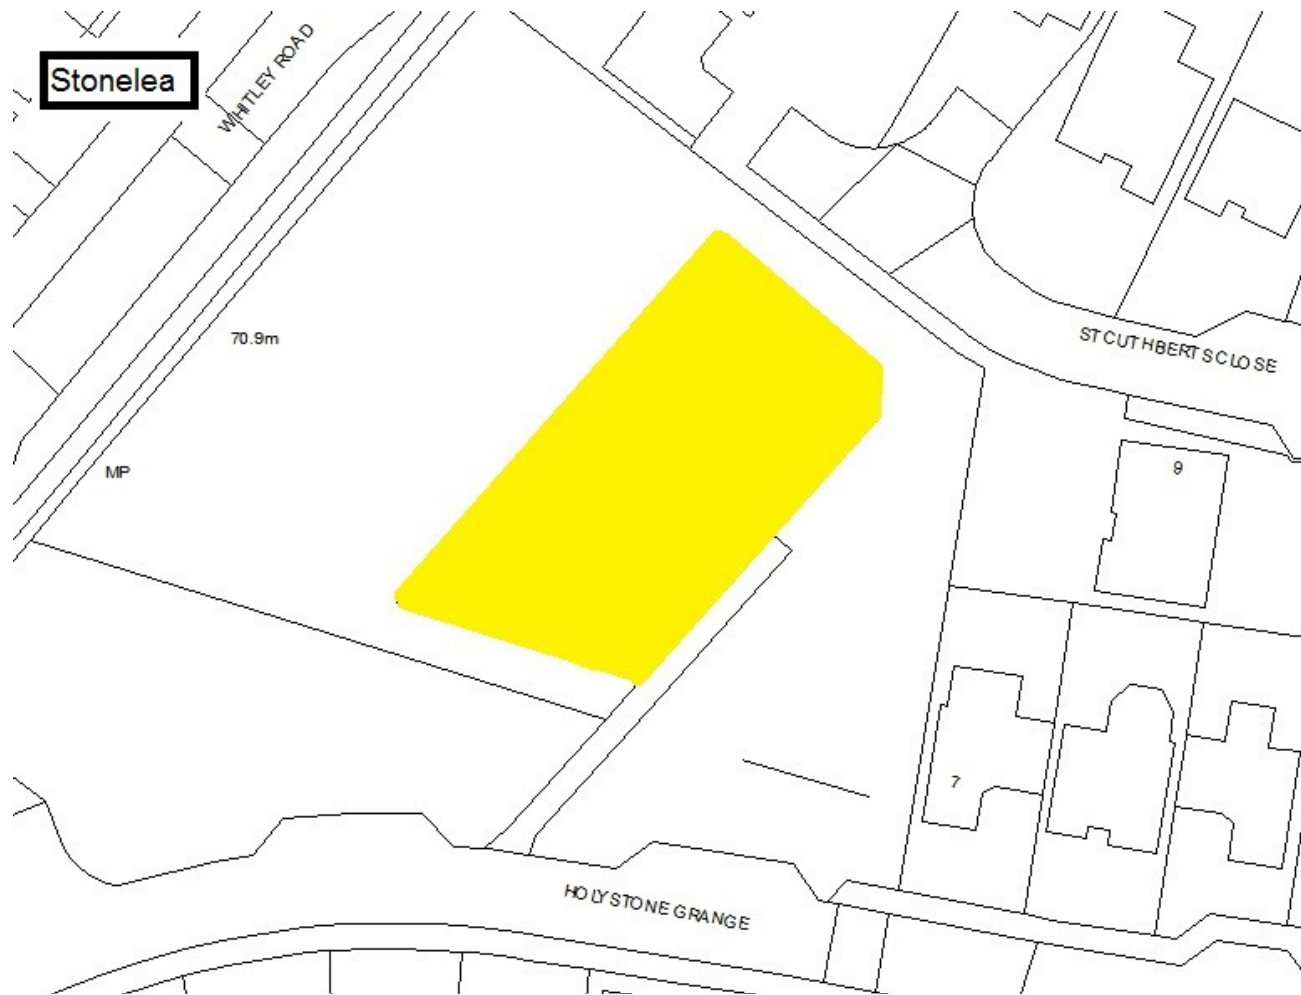 Stonelea
WHITLEY ROAD
70.9m
ST CUTHBERTS CLOSE
MP
9
7
HOLYSTONE GRANGE